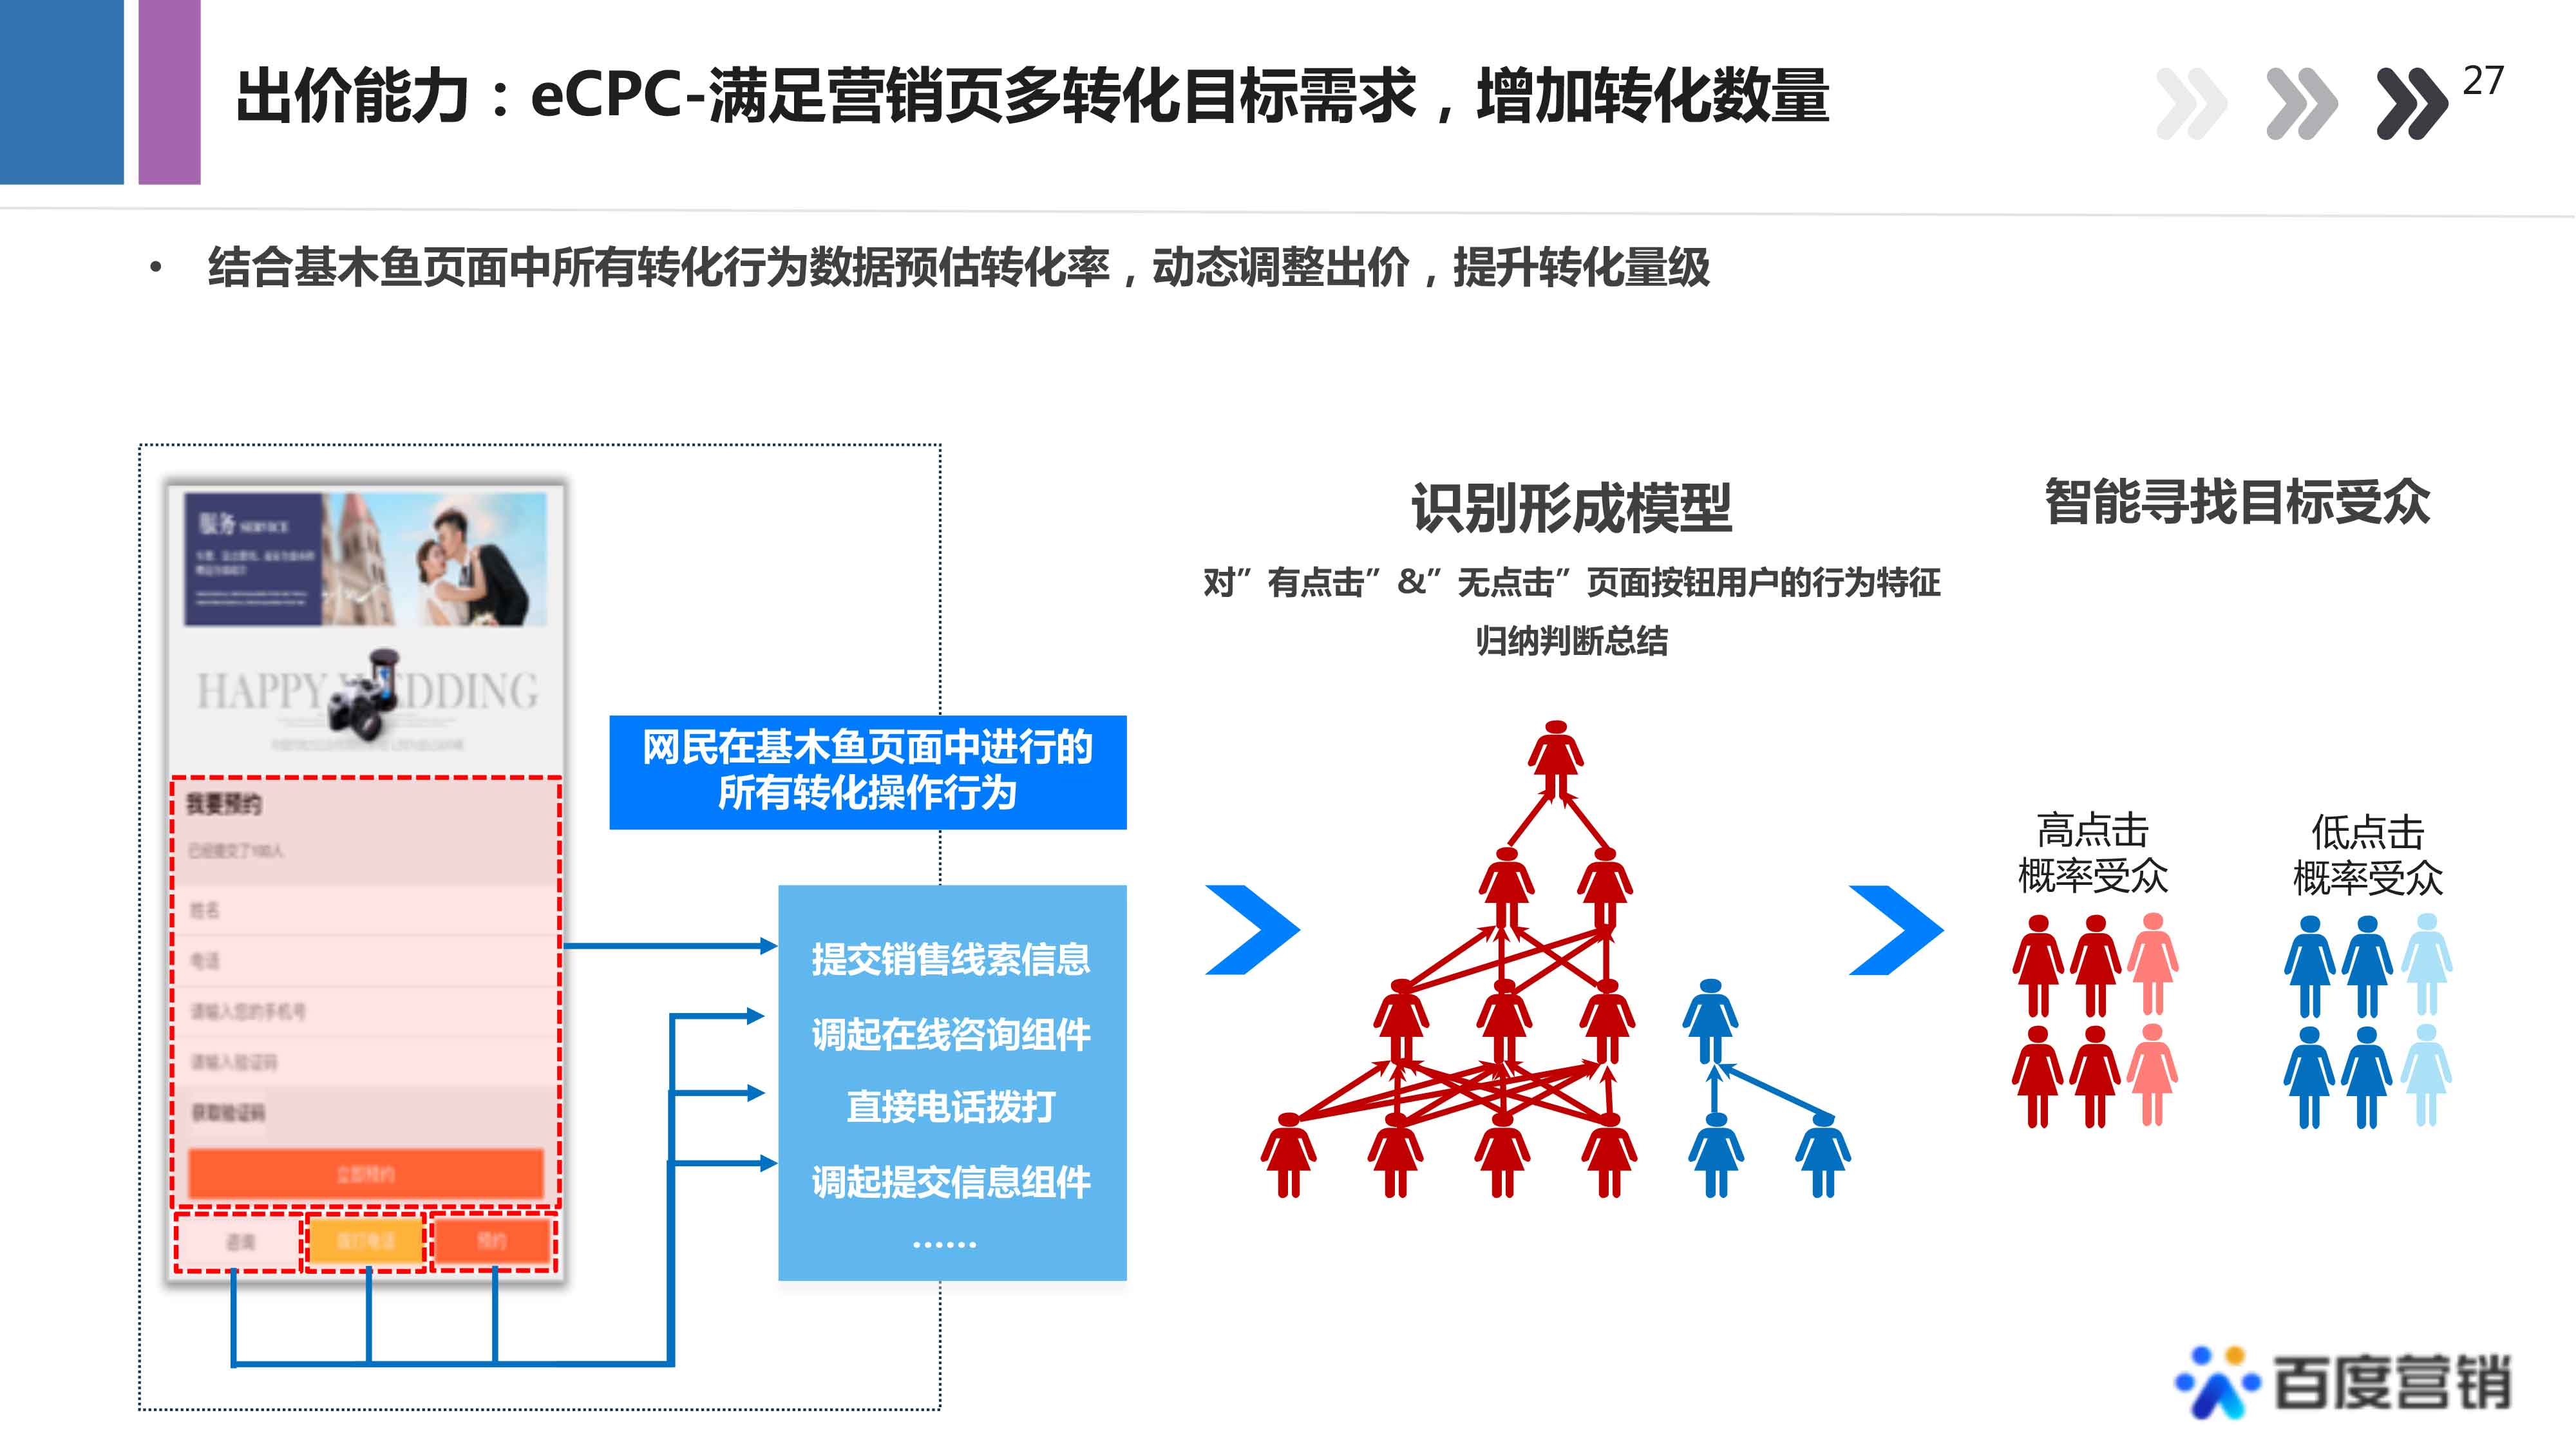 出价能力：eCPC-满足营销页多转化目标需求，增加转化数量
27
• 结合基木鱼页面中所有转化行为数据预估转化率，动态调整出价，提升转化量级
服务 SERVICE
HAPPY WEDDING
我要预约
已经提交了100人
姓名
电话
请输入您的手机号
请输入验证码
获取验证码
立即预约
咨询
拨打电话
预约
网民在基木鱼页面中进行的
所有转化操作行为
提交销售线索信息
调起在线咨询组件
直接电话拨打
调起提交信息组件
······
识别形成模型
对”有点击”&”无点击”页面按钮用户的行为特征
归纳判断总结
智能寻找目标受众
高点击
概率受众
低点击
概率受众
百度营销